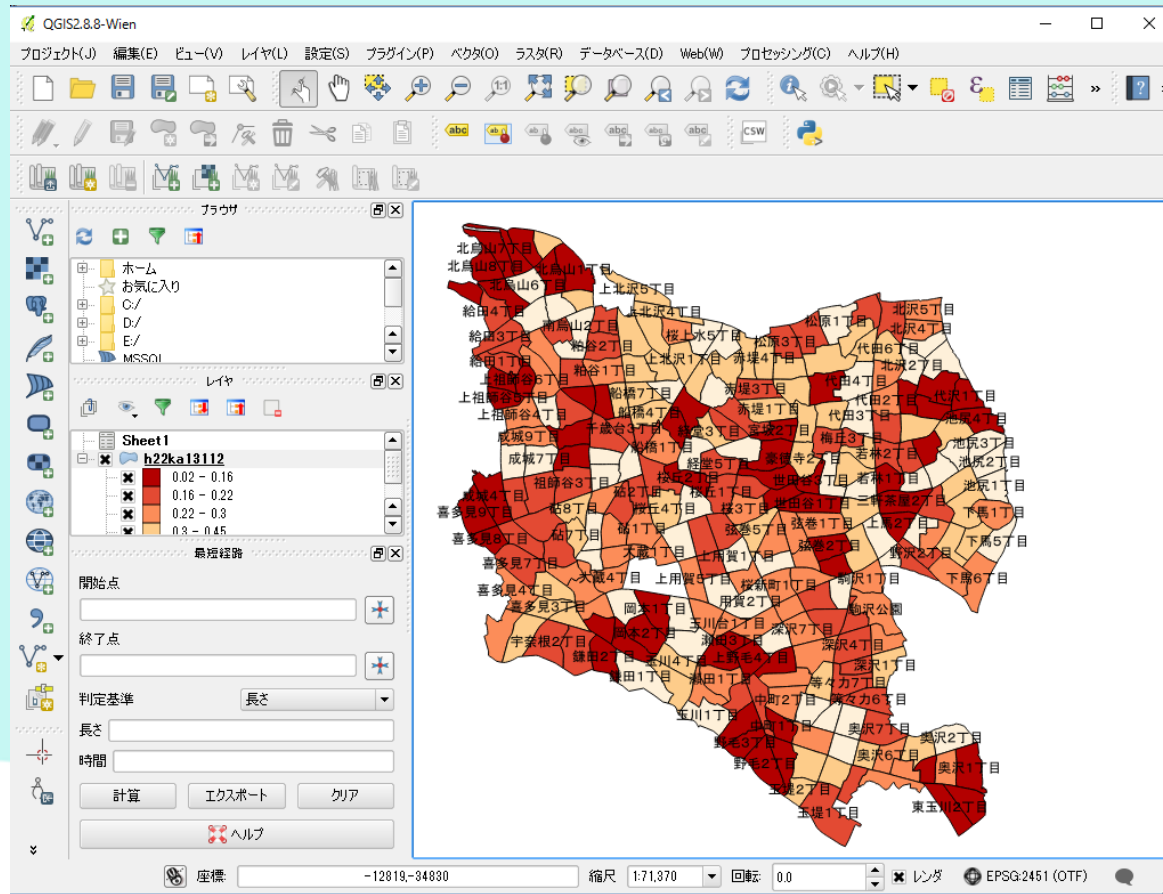 QGIS2.8.8-Wien
プロジェクト(J) 編集(E) ビュー(V) レイヤ(L) 設定(S) プラグイン(P) ベクタ(O) ラスタ(R) データベース(D) Web(W) プロセッシング(C) ヘルプ(H)
1:1
abc ab abc abc abc abc CSW
ブラウザ
ホーム
お気に入り
C:/
D:/
E:/
MSSQL
レイヤ
Sheet1
h22ka13112
0.02 - 0.16
0.16 - 0.22
0.22 - 0.3
0.3 - 0.45
最短経路
開始点
終了点
判定基準 長さ
長さ
時間
計算 エクスポート クリア
ヘルプ
北烏山7丁目
北烏山8丁目 北烏山1丁目
北烏山6丁目 上北沢5丁目
給田4丁目 上北沢4丁目 北沢5丁目
南烏山2丁目 松原1丁目 北沢4丁目
給田3丁目 粕谷2丁目 桜上水5丁目 松原3丁目 代田6丁目
給田1丁目 粕谷1丁目 上北沢1丁目 赤堤4丁目 北沢2丁目
上祖師谷6丁目 代田4丁目
上祖師谷5丁目 船橋7丁目 赤堤3丁目 代田2丁目 代沢1丁目
上祖師谷4丁目 船橋4丁目 赤堤1丁目 代田3丁目 池尻4丁目
成城9丁目 千歳台3丁目 経堂3丁目 宮坂2丁目 梅丘3丁目 池尻3丁目
成城7丁目 船橋1丁目 経堂5丁目 豪徳寺2丁目 若林2丁目 池尻2丁目
祖師谷3丁目 桜丘2丁目 世田谷3丁目 若林1丁目 池尻1丁目
成城4丁目 砧2丁目 桜丘1丁目 世田谷1丁目 三軒茶屋2丁目
喜多見9丁目 砧8丁目 桜丘4丁目 桜3丁目 下馬1丁目
喜多見8丁目 砧7丁目 砧1丁目 弦巻5丁目 弦巻1丁目 上馬2丁目
喜多見7丁目 大蔵1丁目 上用賀1丁目 弦巻2丁目 野沢2丁目 下馬5丁目
喜多見4丁目 大蔵4丁目 上用賀5丁目 桜新町1丁目 駒沢1丁目 下馬6丁目
喜多見3丁目 岡本1丁目 用賀2丁目 駒沢公園
宇奈根2丁目 岡本2丁目 玉川台1丁目 深沢7丁目
鎌田2丁目 玉川4丁目 瀬田3丁目 上野毛4丁目 深沢4丁目
鎌田1丁目 瀬田1丁目 深沢1丁目
中町2丁目 等々力7丁目
玉川1丁目 中町1丁目 等々力6丁目
野毛3丁目 奥沢7丁目 奥沢2丁目
野毛2丁目 奥沢6丁目 奥沢1丁目
玉堤2丁目
玉堤1丁目 東玉川2丁目
座標: -12819,-34830 縮尺 1:71,370 回転: 0.0 レンダ EPSG:2451 (OTF)